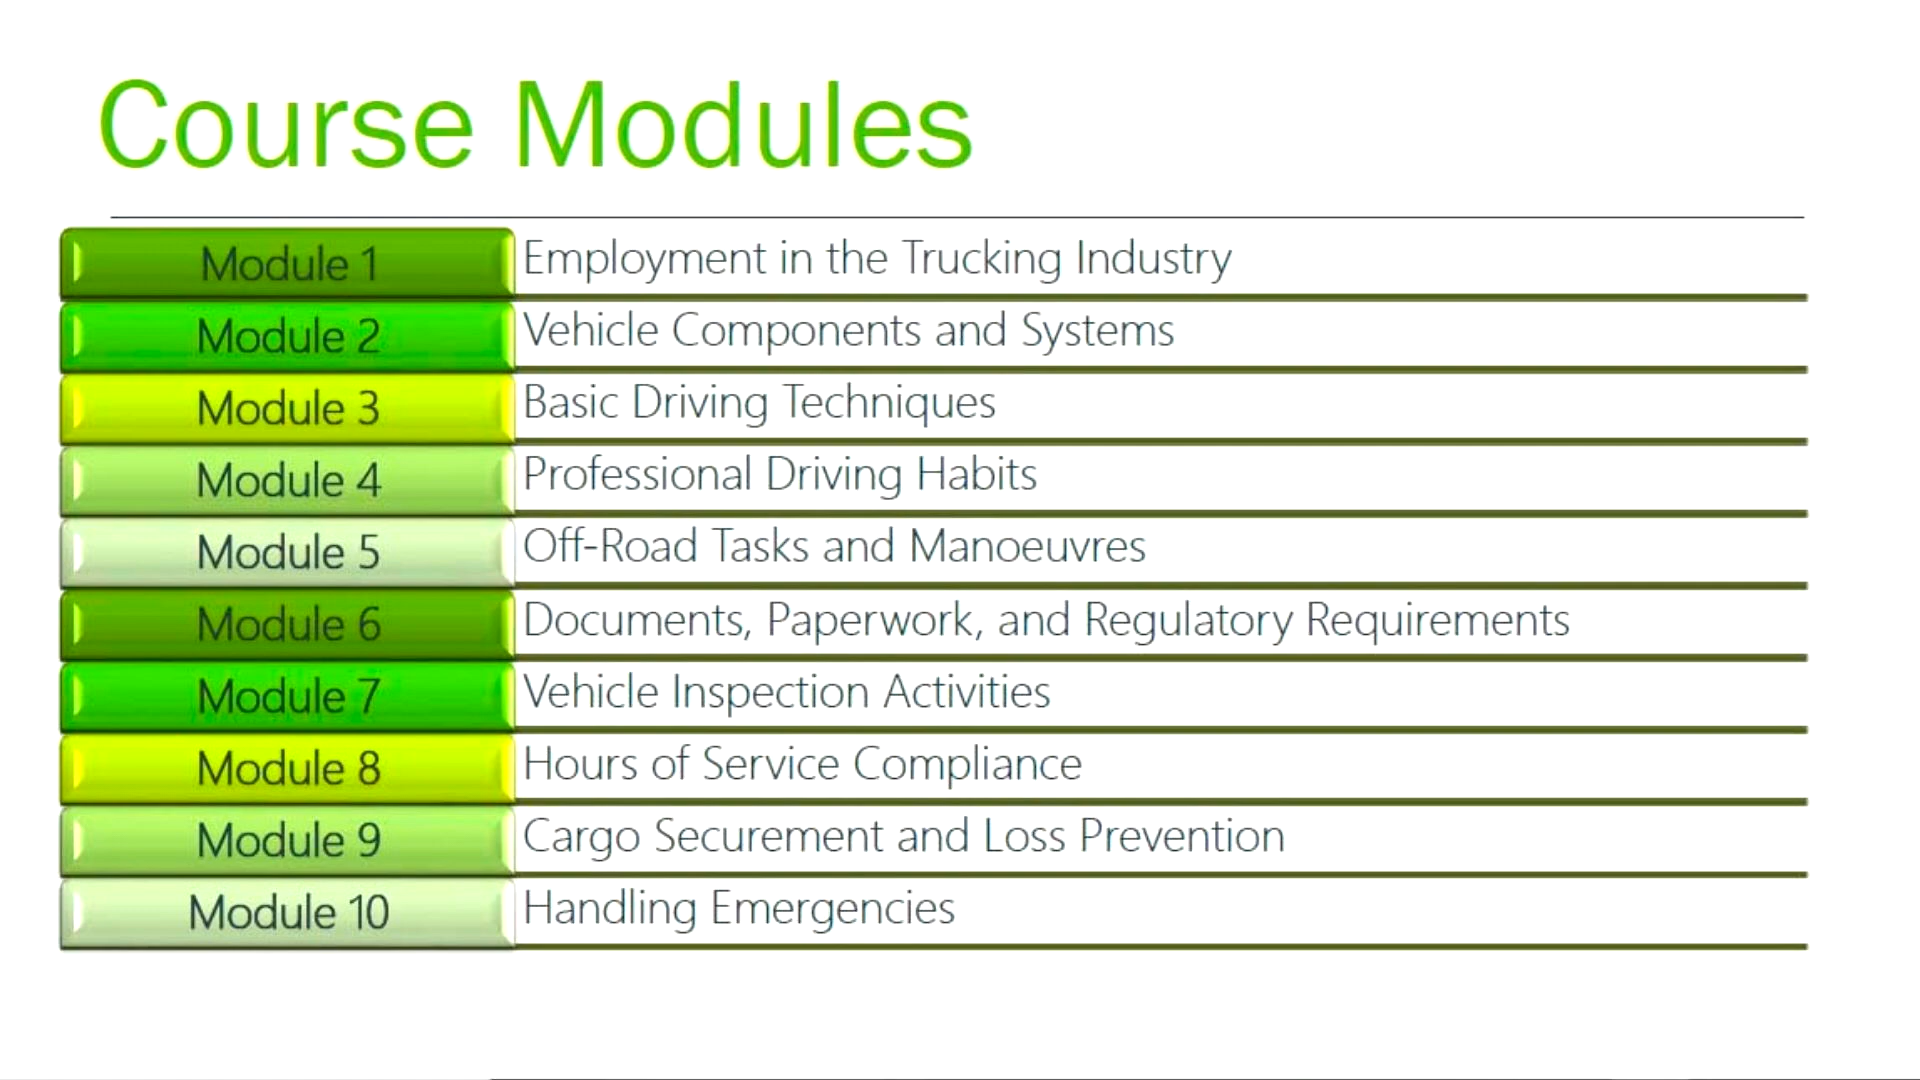 Course Modules
Module 1 Employment in the Trucking Industry
Module 2 Vehicle Components and Systems
Module 3 Basic Driving Techniques
Module 4 Professional Driving Habits
Module 5 Off-Road Tasks and Manoeuvres
Module 6 Documents, Paperwork, and Regulatory Requirements
Module 7 Vehicle Inspection Activities
Module 8 Hours of Service Compliance
Module 9 Cargo Securement and Loss Prevention
Module 10 Handling Emergencies